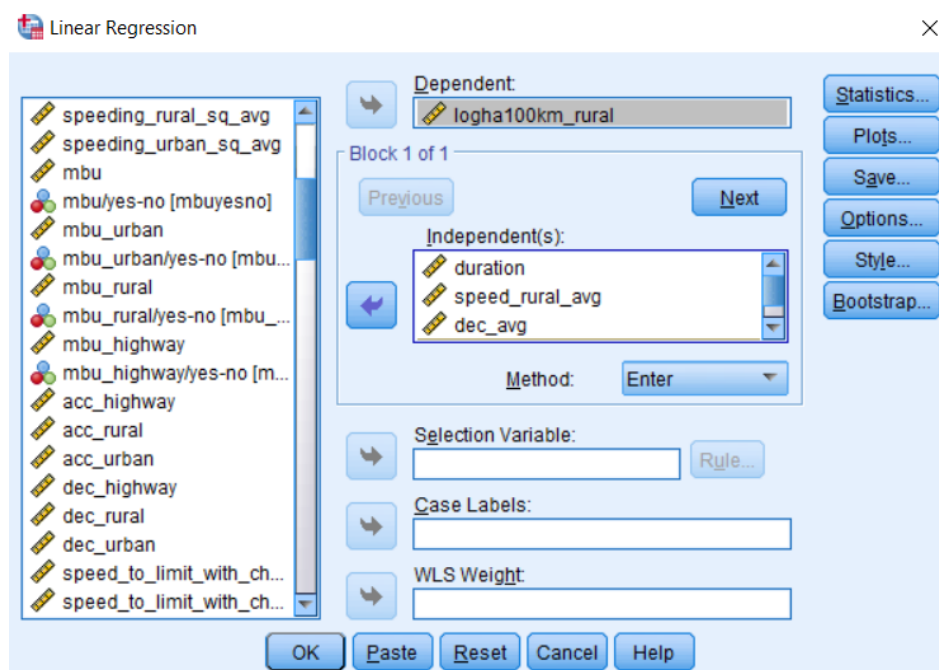 Linear Regression
speeding_rural_sq_avg
speeding_urban_sq_avg
mbu
mbu/yes-no [mbuyesno]
mbu_urban
mbu_urban/yes-no [mbu...
mbu_rural
mbu_rural/yes-no [mbu_...
mbu_highway
mbu_highway/yes-no [m...
acc_highway
acc_rural
acc_urban
dec_highway
dec_rural
dec_urban
speed_to_limit_with_ch...
speed_to_limit_with_ch...
Dependent:
logha100km_rural
Block 1 of 1
Previous
Next
Independent(s):
duration
speed_rural_avg
dec_avg
Method:
Enter
Selection Variable:
Rule...
Case Labels:
WLS Weight:
Statistics...
Plots...
Save...
Options...
Style...
Bootstrap...
OK
Paste
Reset
Cancel
Help